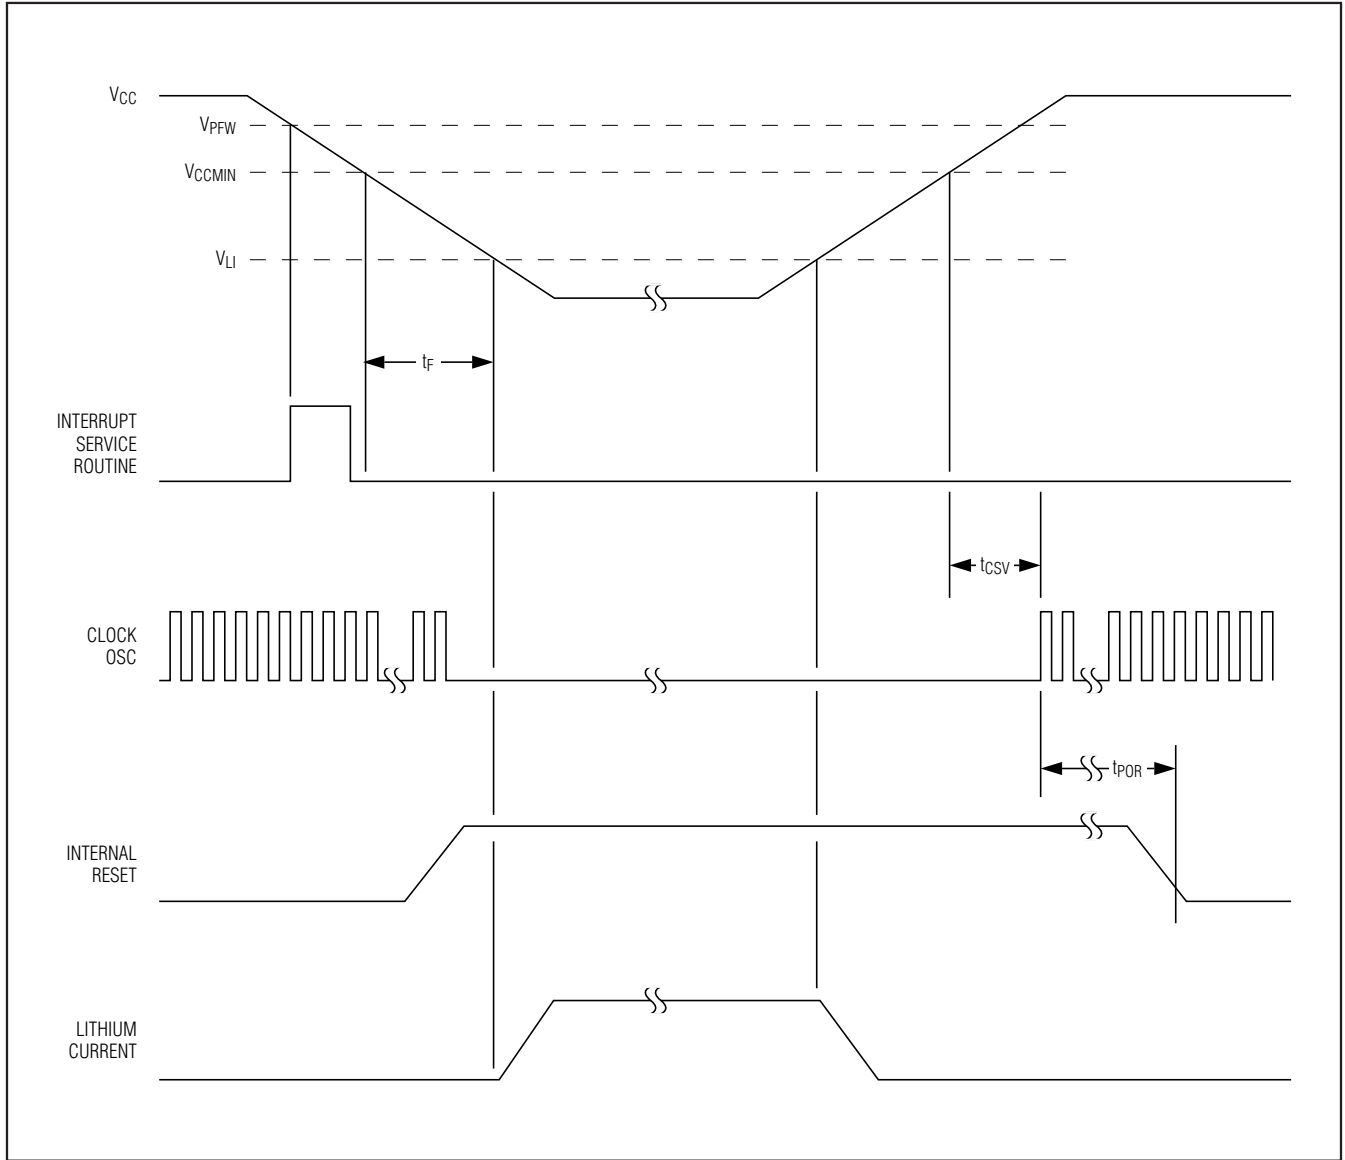 VCC
VPFW
VCCMIN
VLI
tF
INTERRUPT
SERVICE
ROUTINE
tCSV
CLOCK
OSC
tPOR
INTERNAL
RESET
LITHIUM
CURRENT